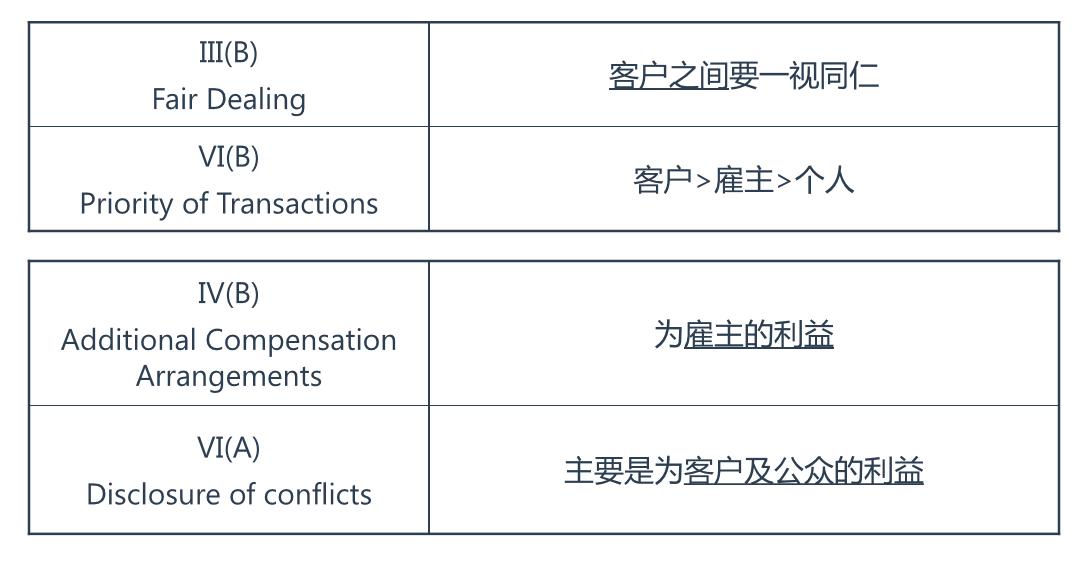 III(B)
Fair Dealing
客户之间要一视同仁
VI(B)
Priority of Transactions
客户>雇主>个人
IV(B)
Additional Compensation
Arrangements
为雇主的利益
VI(A)
Disclosure of conflicts
主要是为客户及公众的利益